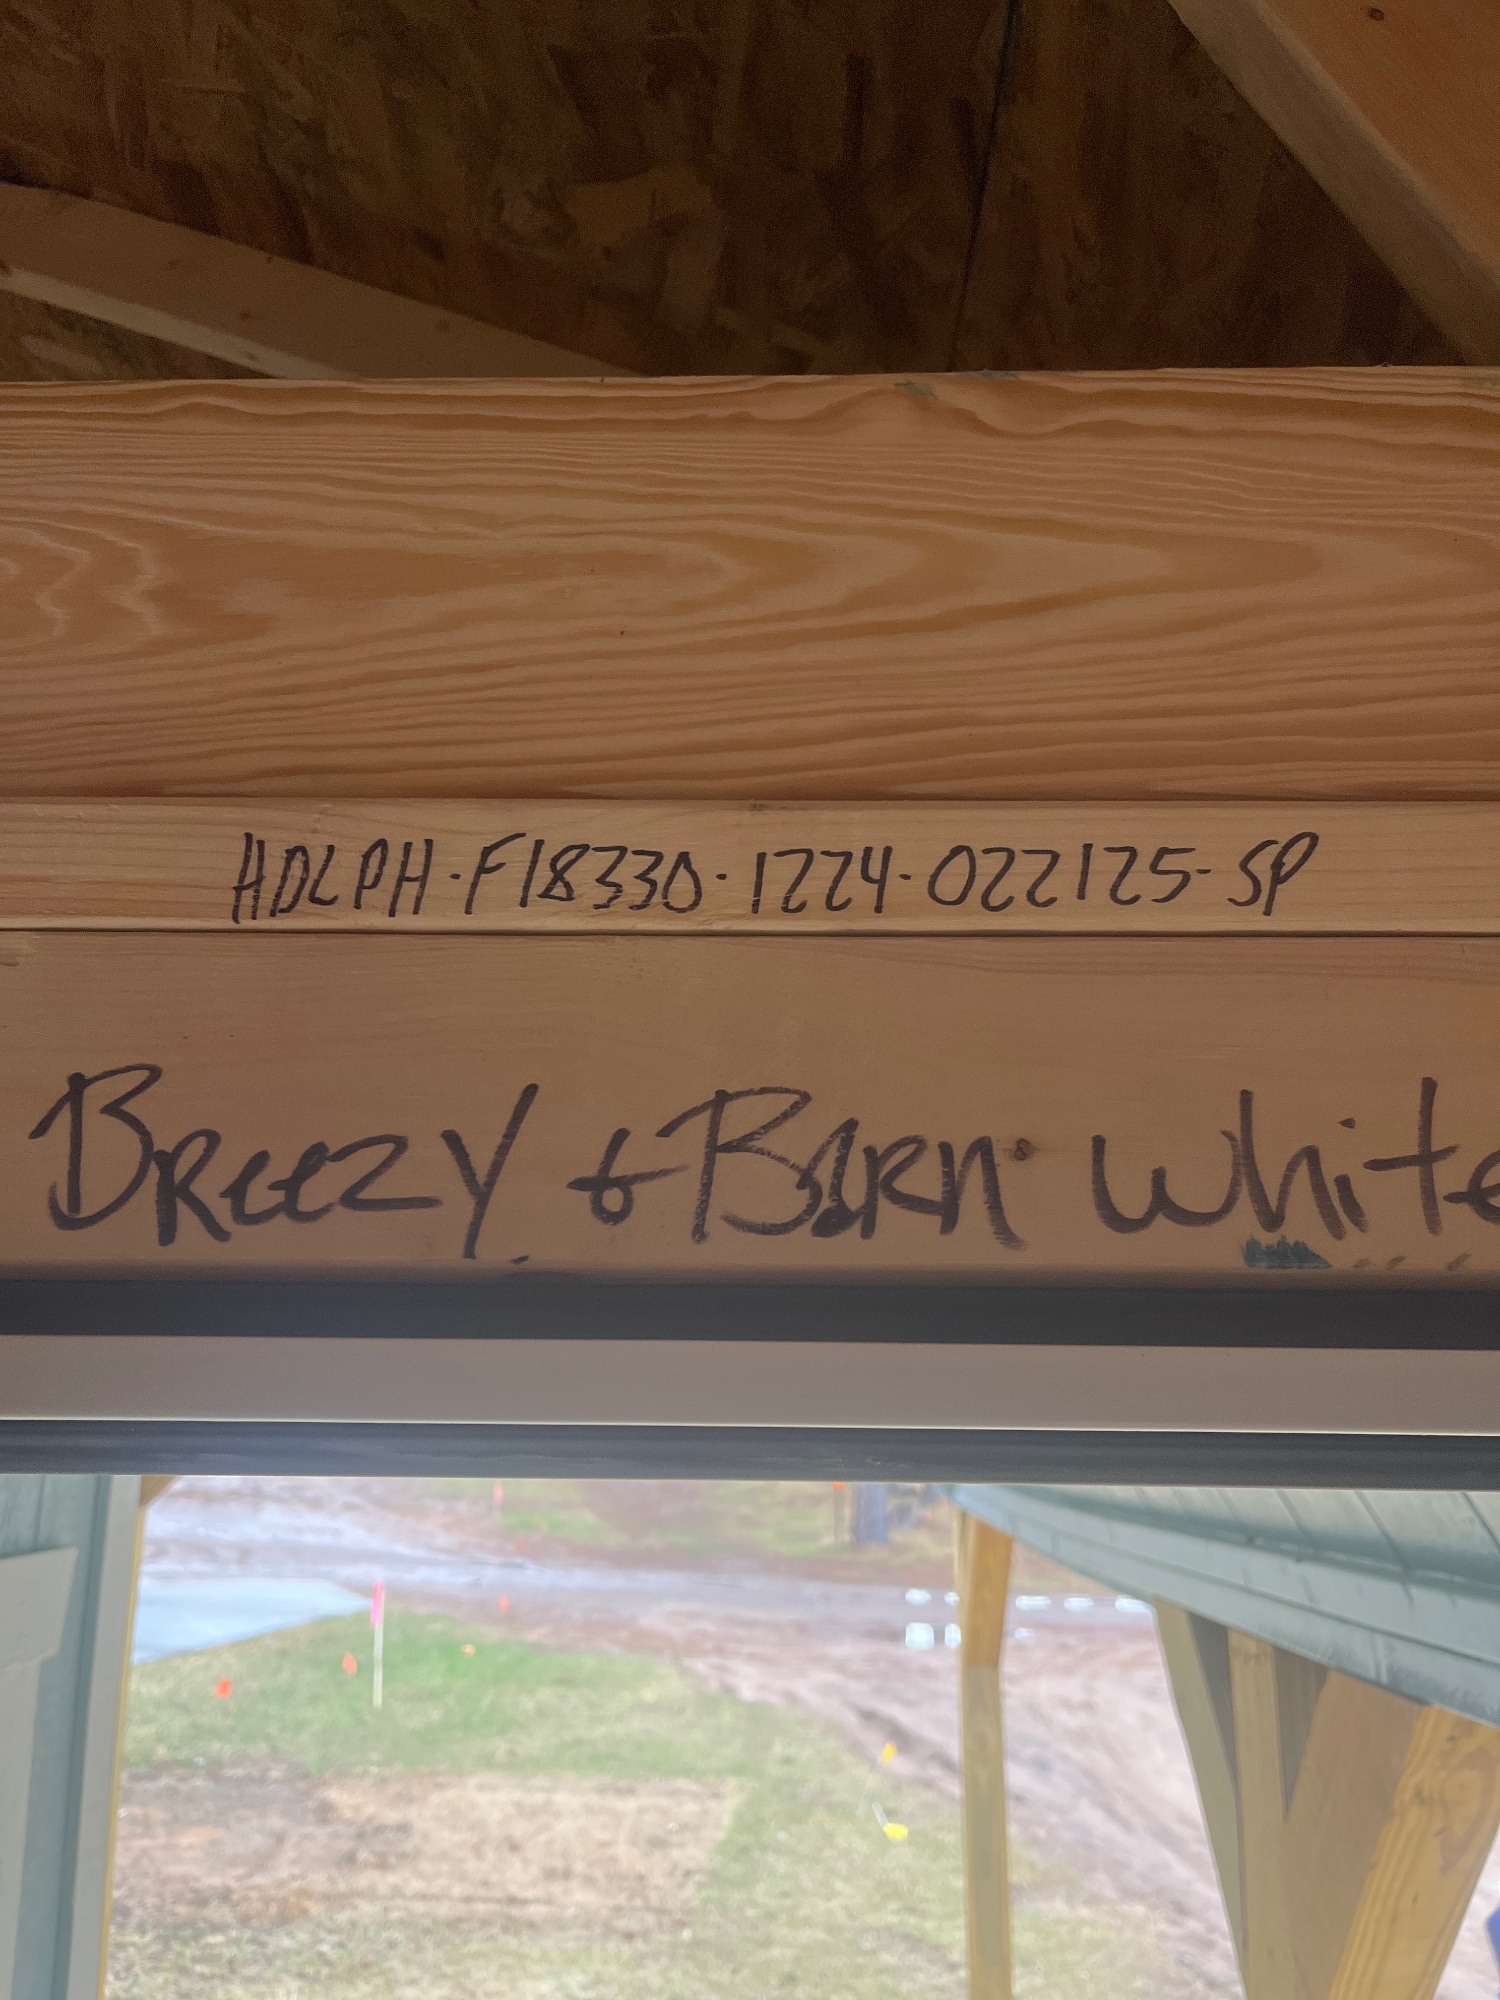 HDLPH-F18330-1224-022125-SP
BREEZY & BARN White